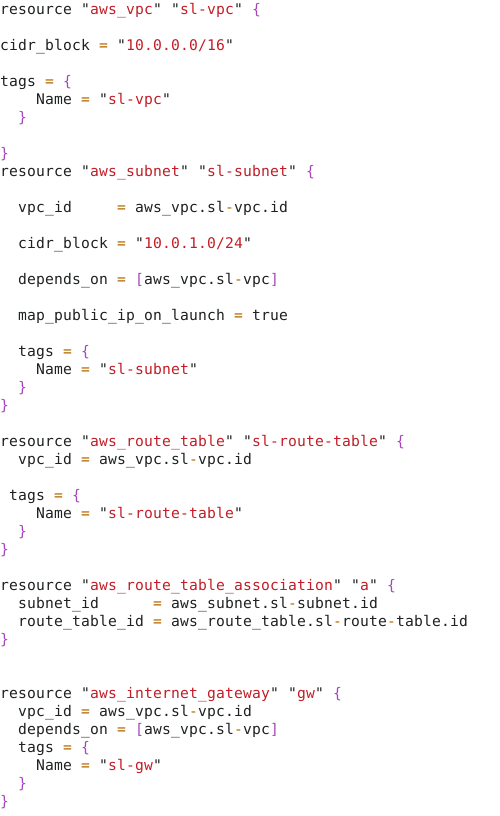 resource "aws_vpc" "sl-vpc" {
cidr_block = "10.0.0.0/16"
tags = {
    Name = "sl-vpc"
  }
}
resource "aws_subnet" "sl-subnet" {
  vpc_id     = aws_vpc.sl-vpc.id
  cidr_block = "10.0.1.0/24"
  depends_on = [aws_vpc.sl-vpc]
  map_public_ip_on_launch = true
  tags = {
    Name = "sl-subnet"
  }
}
resource "aws_route_table" "sl-route-table" {
  vpc_id = aws_vpc.sl-vpc.id
 tags = {
    Name = "sl-route-table"
  }
}
resource "aws_route_table_association" "a" {
  subnet_id      = aws_subnet.sl-subnet.id
  route_table_id = aws_route_table.sl-route-table.id
}
resource "aws_internet_gateway" "gw" {
  vpc_id = aws_vpc.sl-vpc.id
  depends_on = [aws_vpc.sl-vpc]
  tags = {
    Name = "sl-gw"
  }
}